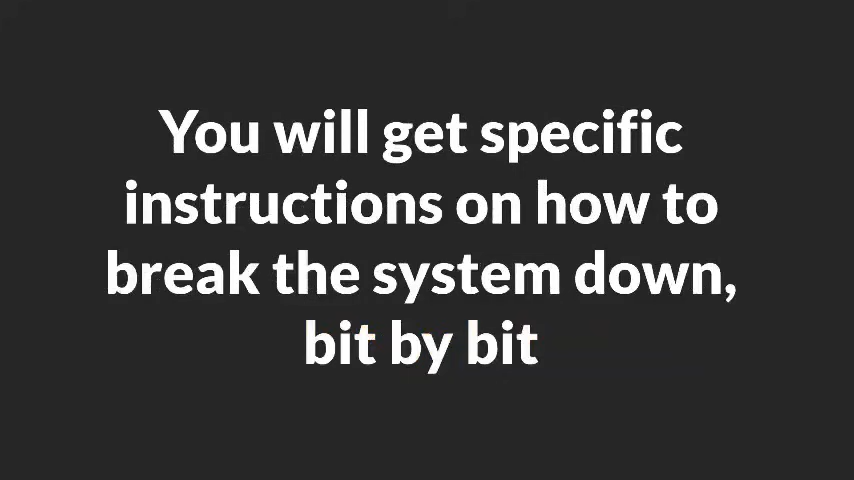 You will get specific
instructions on how to
break the system down,
bit by bit